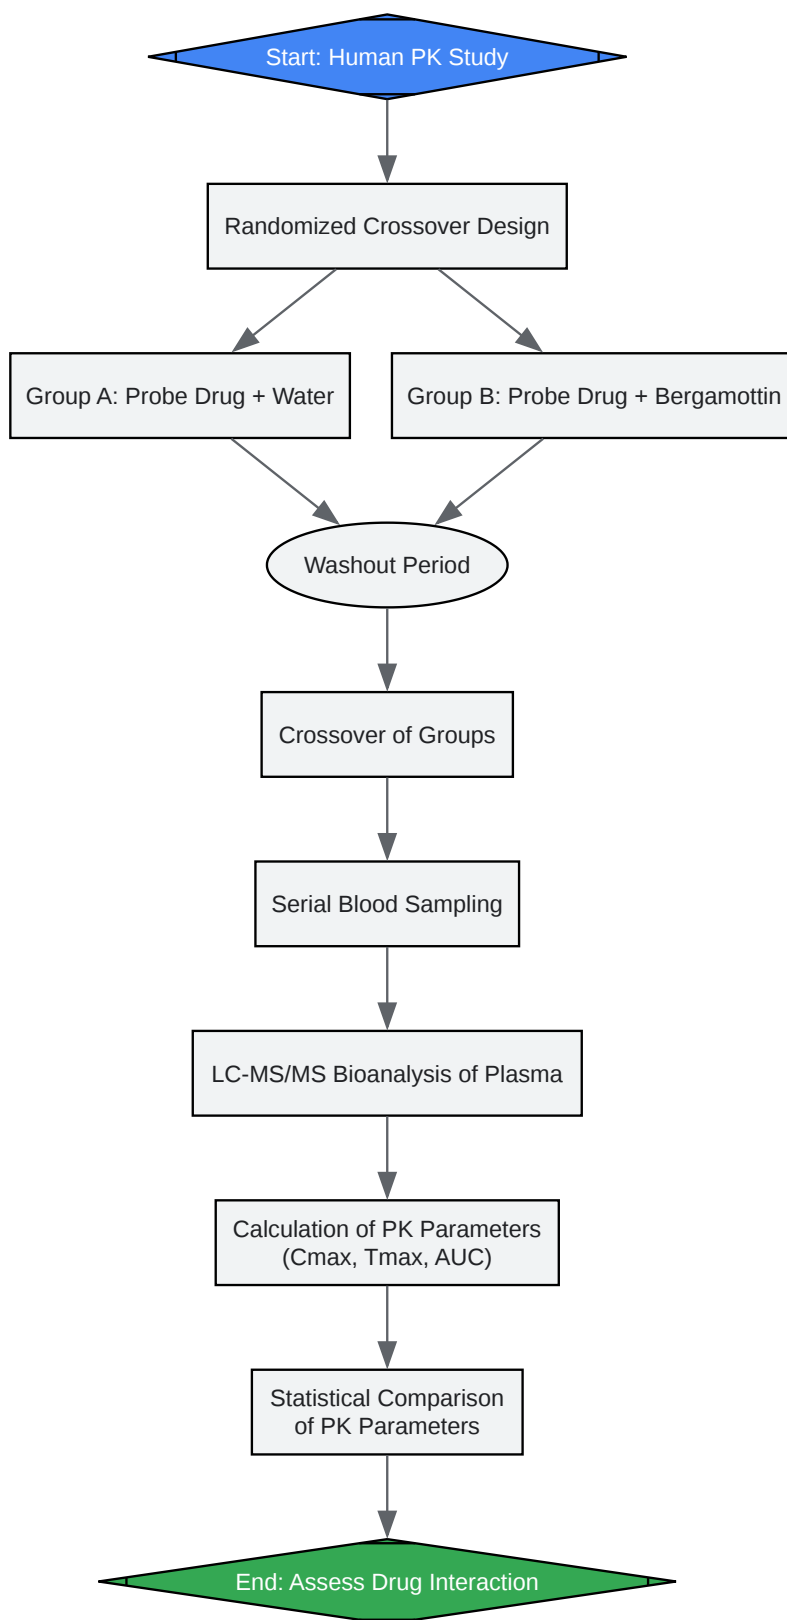 Start: Human PK Study
Randomized Crossover Design
Group A: Probe Drug + Water
Group B: Probe Drug + Bergamottin
Washout Period
Crossover of Groups
Serial Blood Sampling
LC-MS/MS Bioanalysis of Plasma
Calculation of PK Parameters
(Cmax, Tmax, AUC)
Statistical Comparison
of PK Parameters
End: Assess Drug Interaction